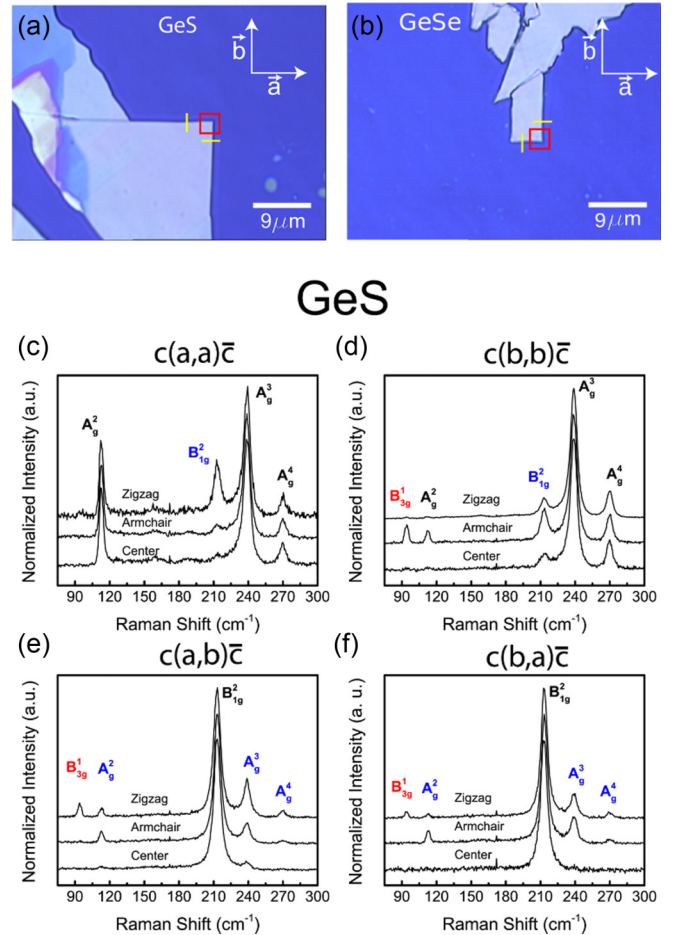 (a) GeS
b⃗
a⃗
9μm
(b) GeSe
b⃗
a⃗
9μm
GeS
(c) c(a,a)c̄
Normalized Intensity (a.u.)
A²g
B²1g
A³g
A⁴g
Zigzag
Armchair
Center
90 120 150 180 210 240 270 300
Raman Shift (cm⁻¹)
(d) c(b,b)c̄
Normalized Intensity (a.u.)
B¹3g
A²g
B²1g
A³g
A⁴g
Zigzag
Armchair
Center
90 120 150 180 210 240 270 300
Raman Shift (cm⁻¹)
(e) c(a,b)c̄
Normalized Intensity (a. u.)
B¹3g
A²g
B²1g
A³g
A⁴g
Zigzag
Armchair
Center
90 120 150 180 210 240 270 300
Raman Shift (cm⁻¹)
(f) c(b,a)c̄
Normalized Intensity (a. u.)
B¹3g
A²g
B²1g
A³g
A⁴g
Zigzag
Armchair
Center
90 120 150 180 210 240 270 300
Raman Shift (cm⁻¹)